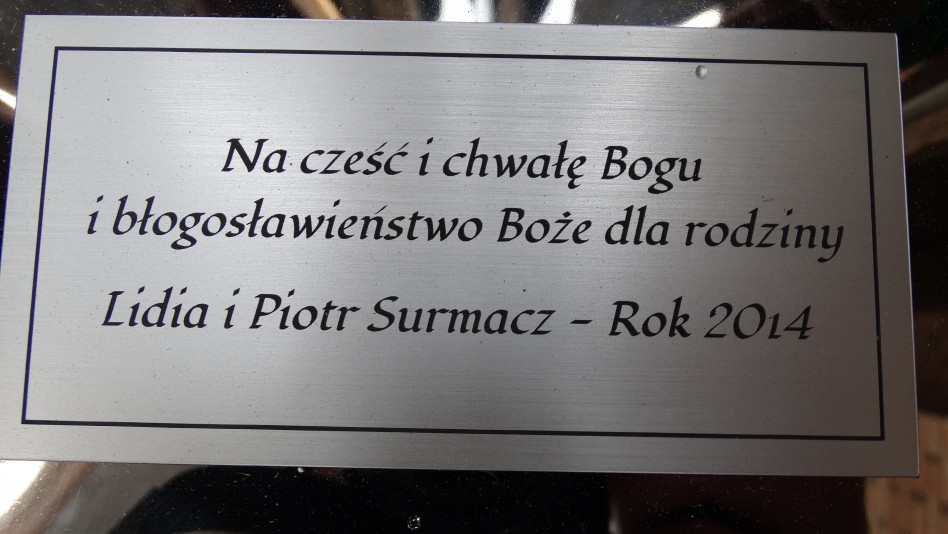 Na cześć i chwałę Bogu
i błogosławieństwo Boże dla rodziny
Lidia i Piotr Surmacz - Rok 2014